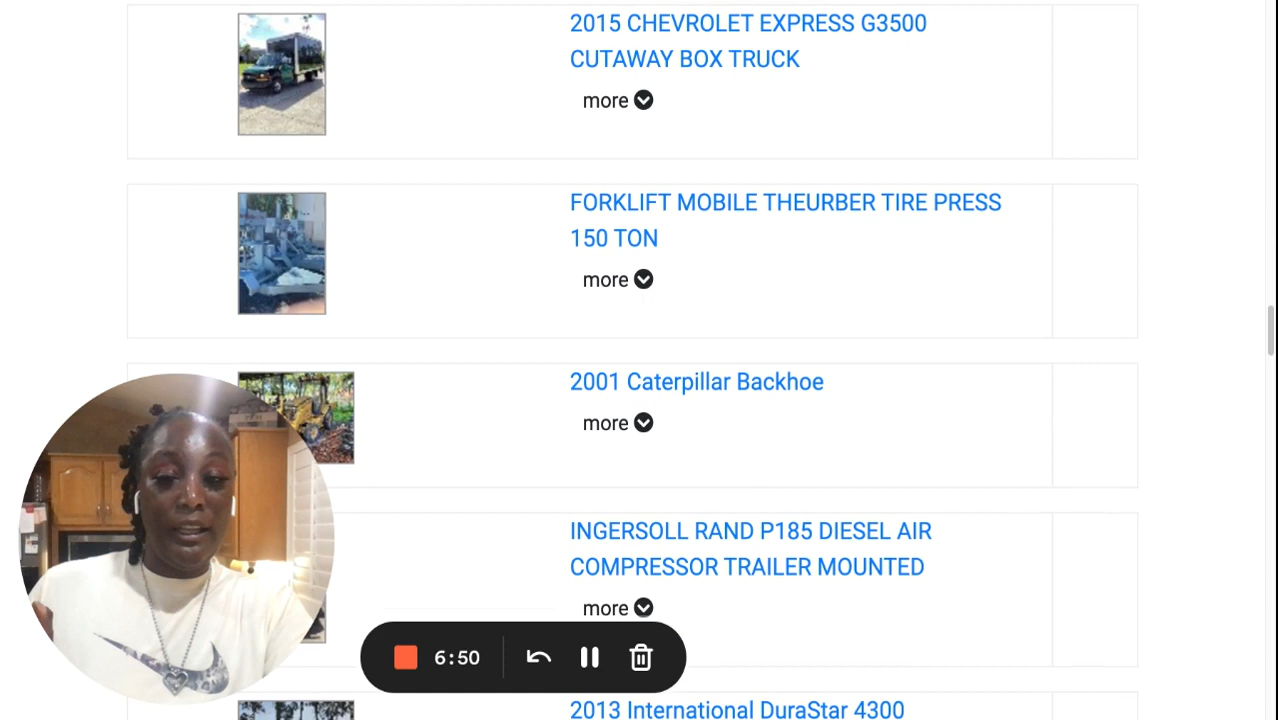 2015 CHEVROLET EXPRESS G3500
CUTAWAY BOX TRUCK
more
FORKLIFT MOBILE THEURBER TIRE PRESS
150 TON
more
2001 Caterpillar Backhoe
more
INGERSOLL RAND P185 DIESEL AIR
COMPRESSOR TRAILER MOUNTED
more
6:50
2013 International DuraStar 4300